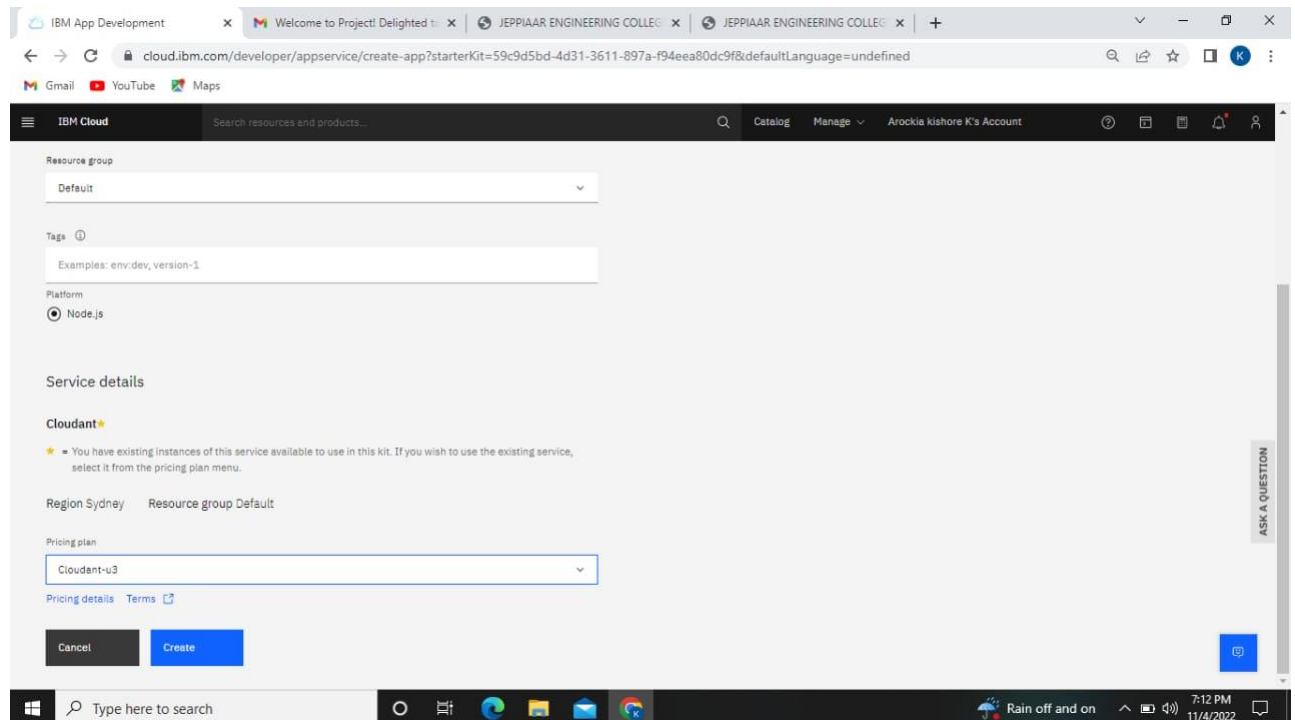 IBM App Development
Welcome to Project! Delighted t
JEPPIAAR ENGINEERING COLLEG
JEPPIAAR ENGINEERING COLLEG
cloud.ibm.com/developer/appservice/create-app?starterKit=59c9d5bd-4d31-3611-897a-f94eea80dc9f&defaultLanguage=undefined
K
Gmail YouTube Maps
IBM Cloud Search resources and products... Catalog Manage Arockia kishore K's Account
Resource group
Default
Tags
Examples: env:dev, version-1
Platform
Node.js
Service details
Cloudant★
★ = You have existing instances of this service available to use in this kit. If you wish to use the existing service,
select it from the pricing plan menu.
Region Sydney Resource group Default
Pricing plan
Cloudant-u3
Pricing details Terms
Cancel Create
ASK A QUESTION
Type here to search
Rain off and on
7:12 PM
11/4/2022